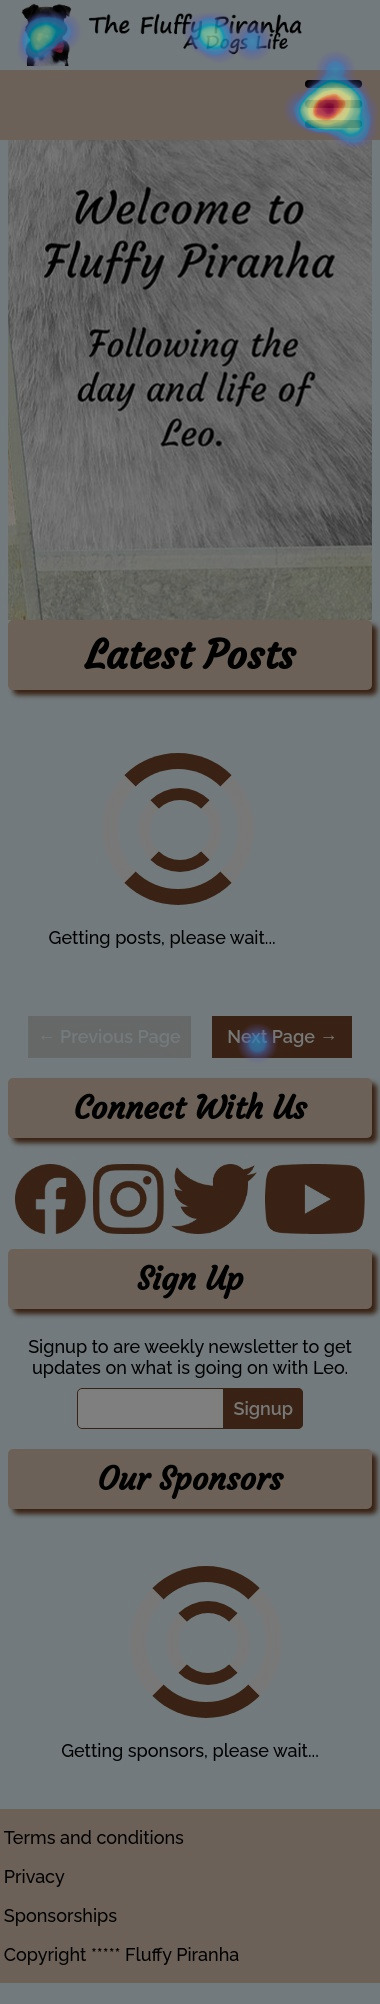 The Fluffy Piranha
A Dogs Life
Welcome to
Fluffy Piranha
Following the
day and life of
Leo.
Latest Posts
Getting posts, please wait...
← Previous Page
Next Page →
Connect With Us
Sign Up
Signup to are weekly newsletter to get
updates on what is going on with Leo.
Signup
Our Sponsors
Getting sponsors, please wait...
Terms and conditions
Privacy
Sponsorships
Copyright ***** Fluffy Piranha